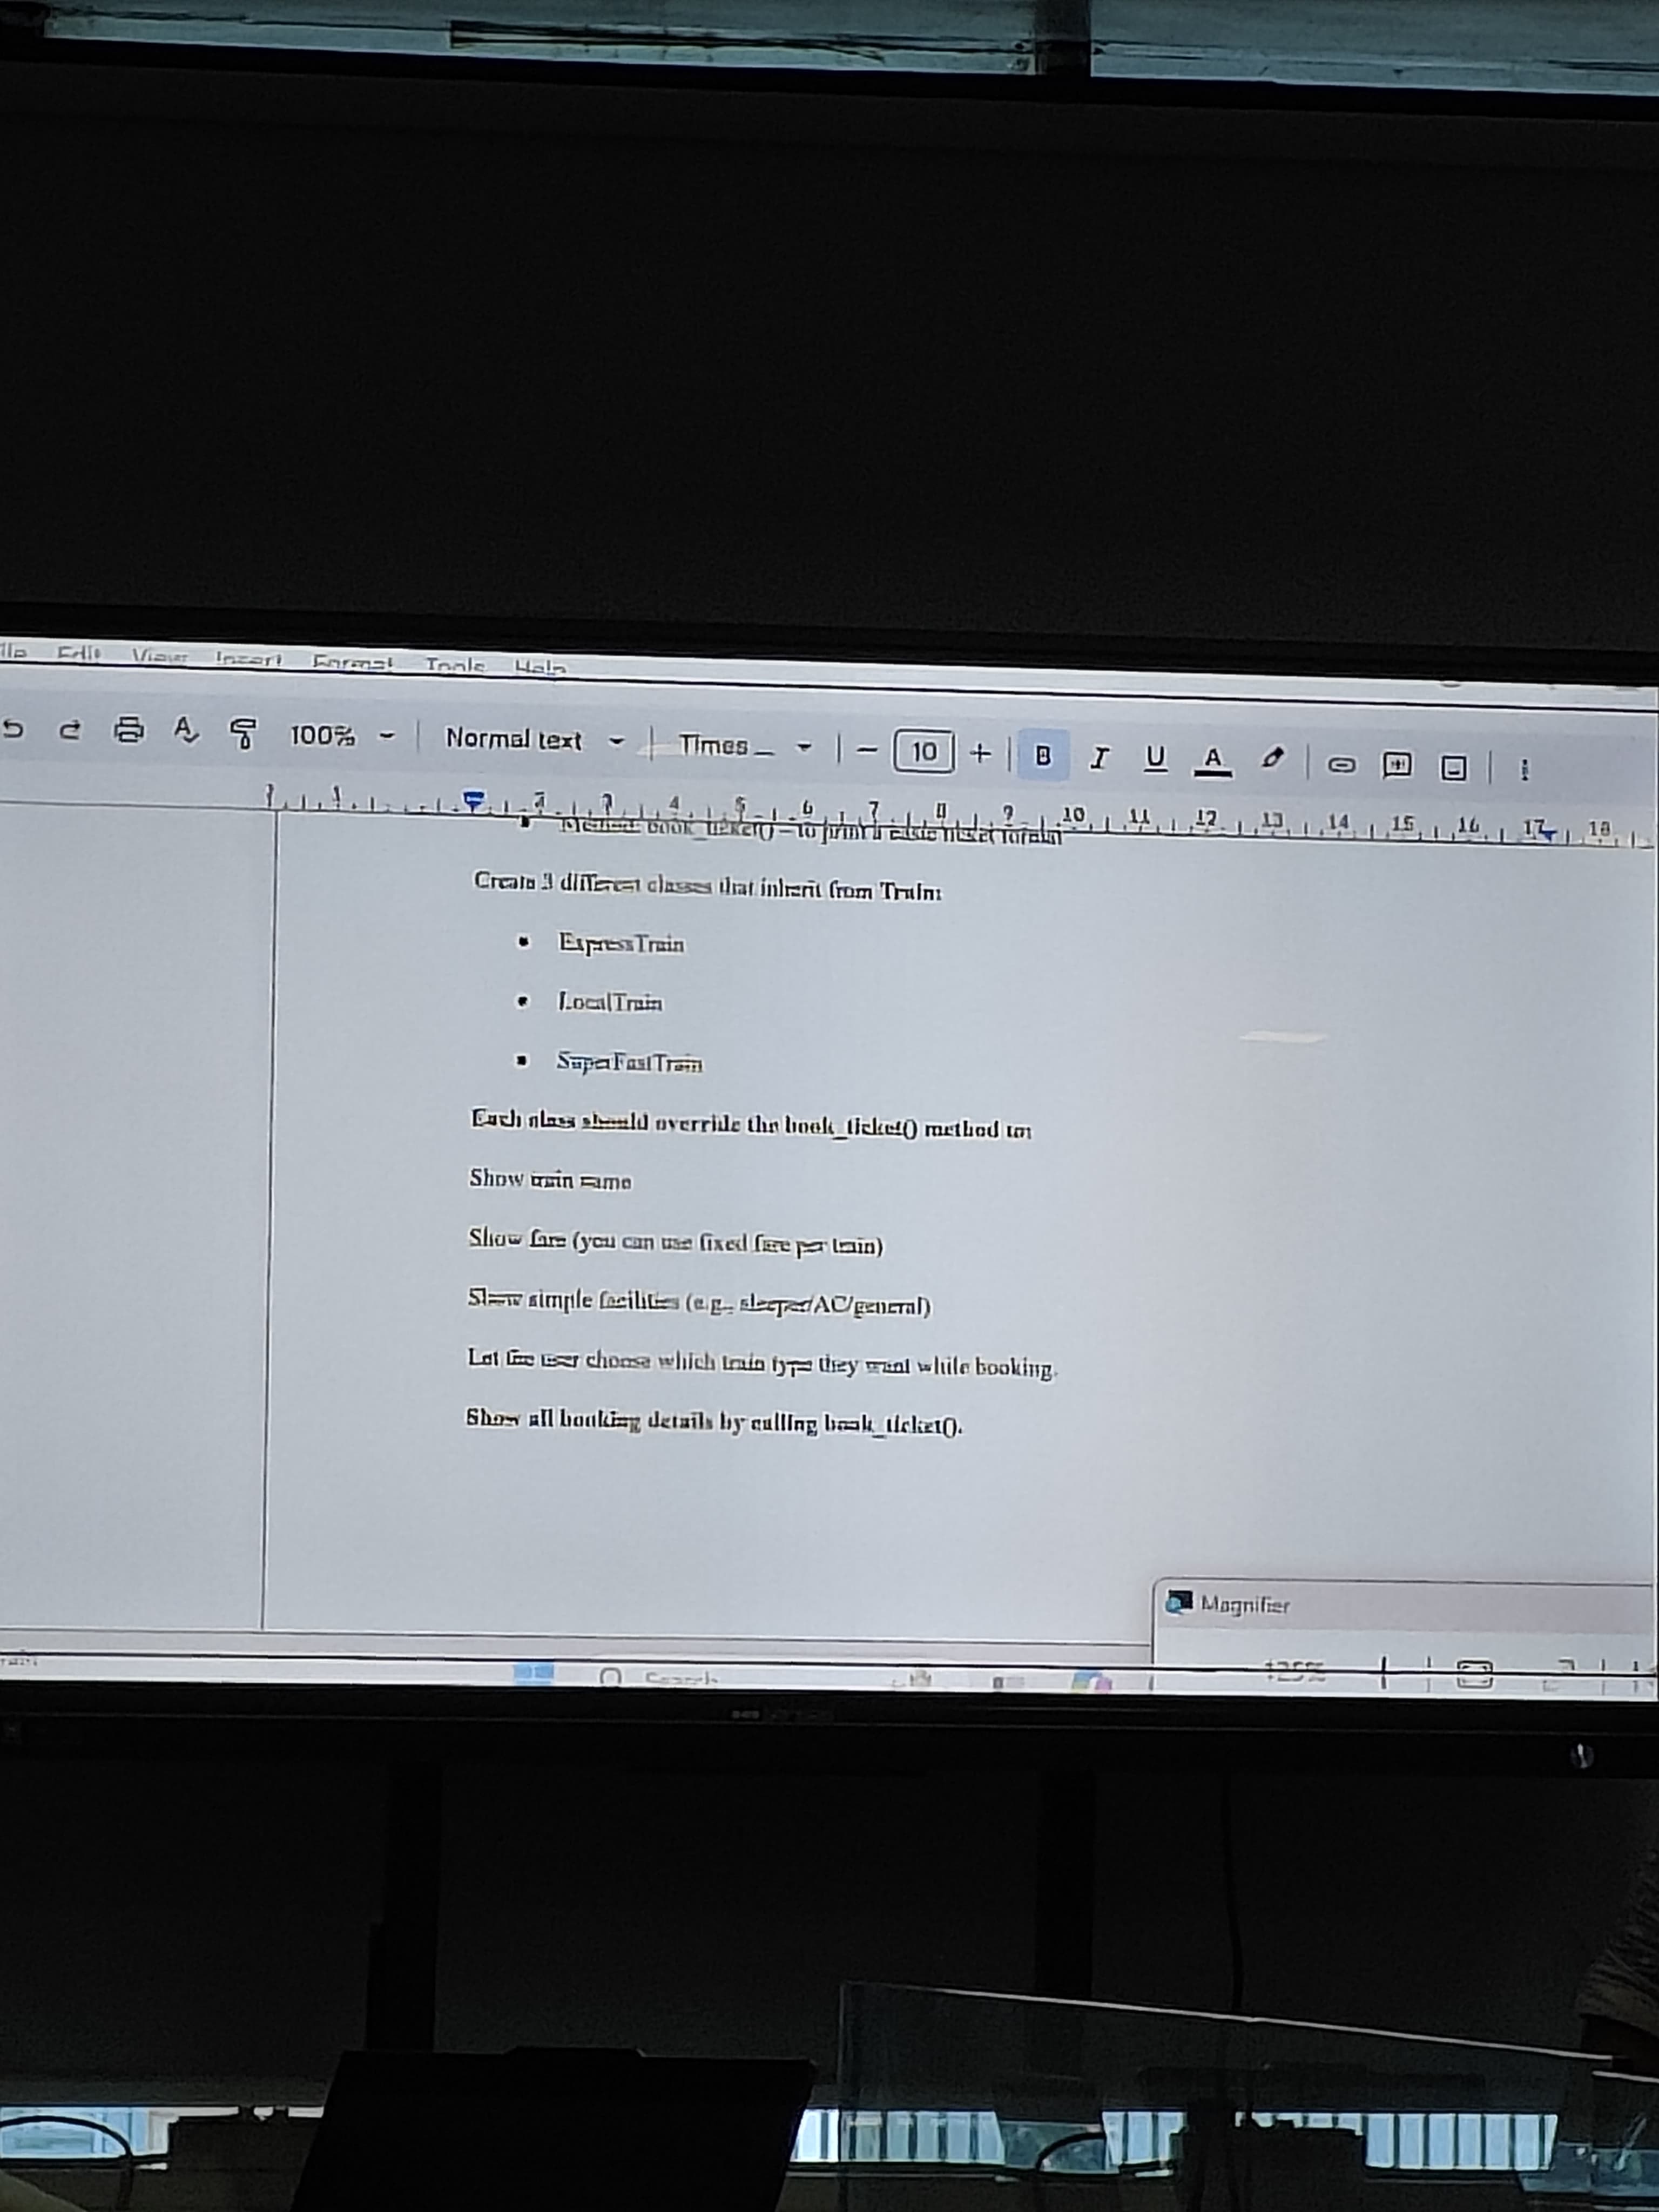 Edit View Insert Format Tools Help
100% Normal text Times ... 10 B I U A
1 2 3 4 5 6 7 8 9 10 11 12 13 14 15 16 17 18
Method: book_ticket() – to print a basic ticket format
Create 3 different classes that inherit from Train:
• ExpressTrain
• LocalTrain
• SuperFastTrain
Each class should override the book_ticket() method to:
Show train name
Show fare (you can use fixed fare per train)
Show simple facilities (e.g., sleeper/AC/general)
Let the user choose which train type they want while booking.
Show all booking details by calling book_ticket().
Magnifier
Search